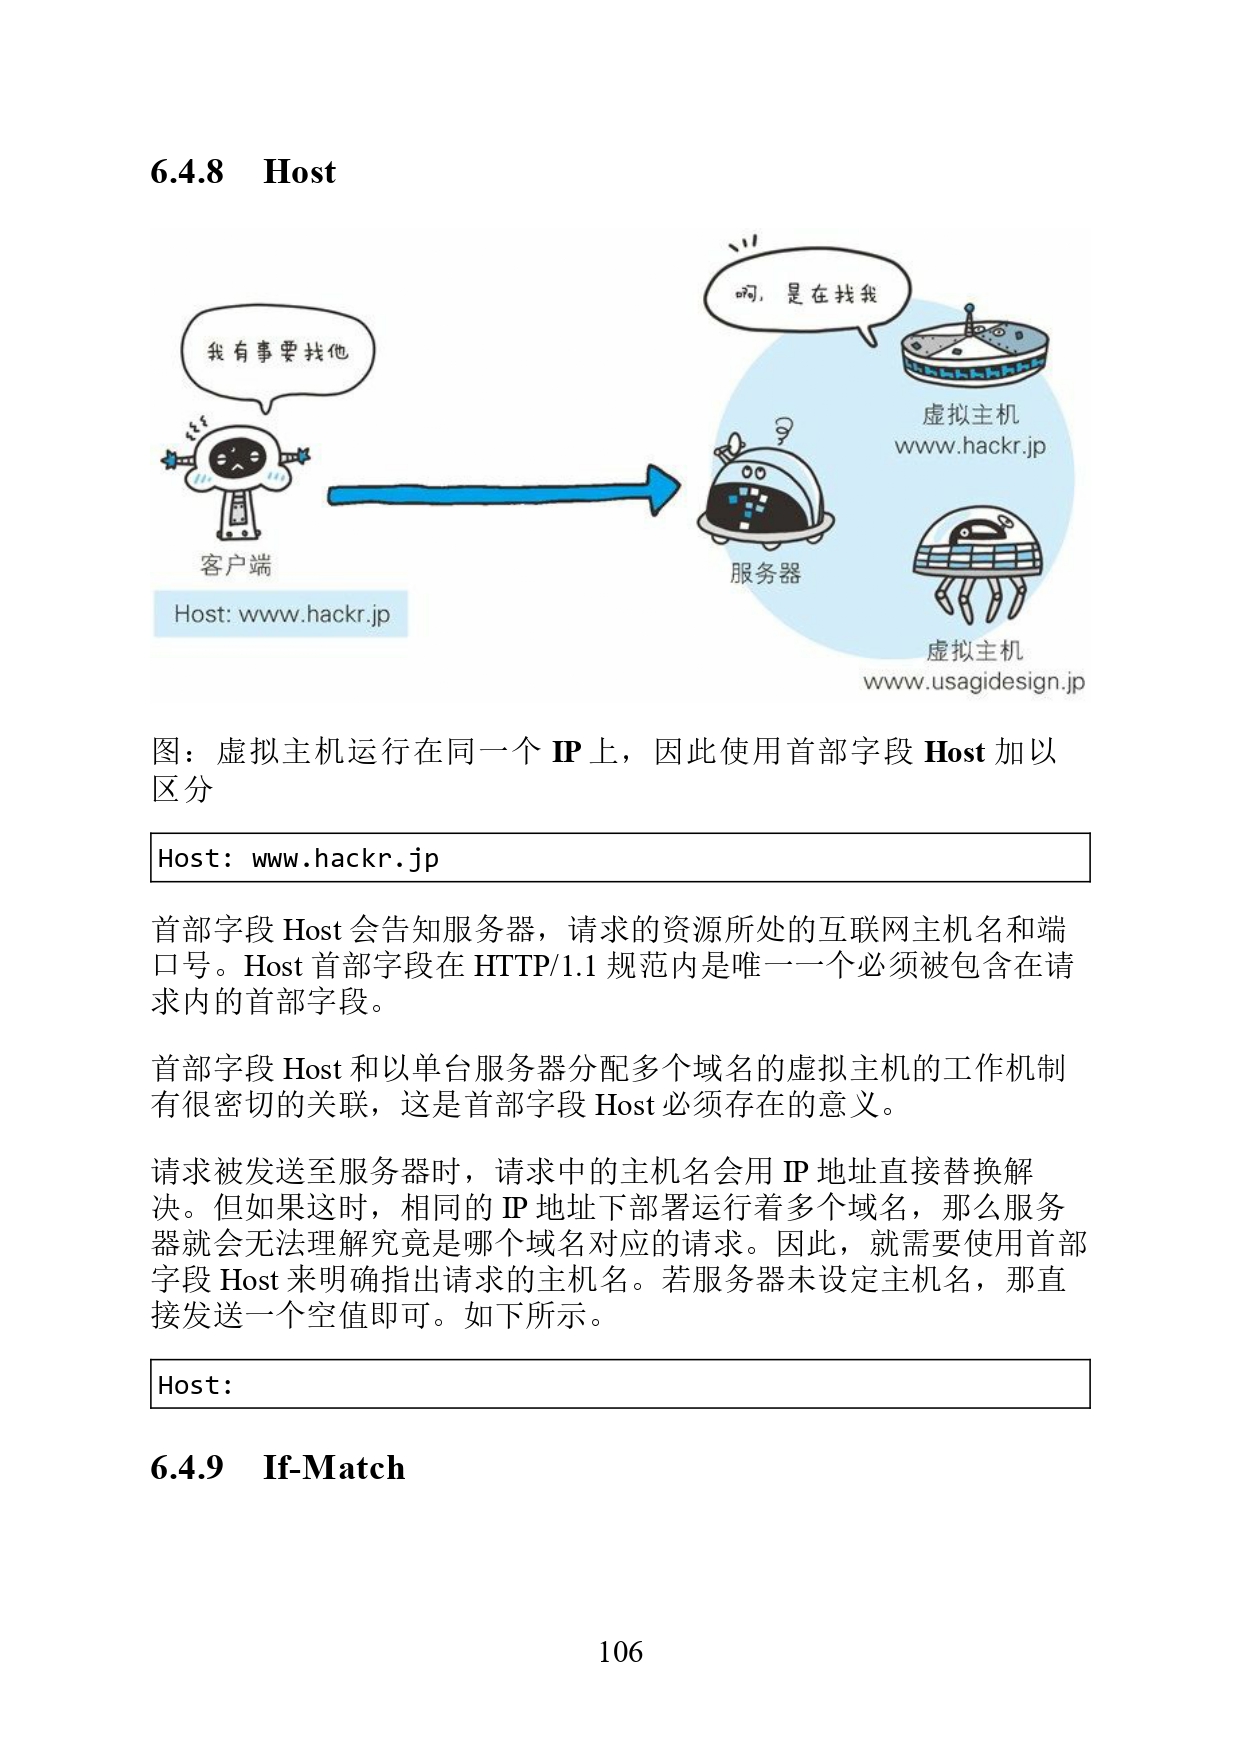 6.4.8 Host
啊，是在找我
我有事要找他
虚拟主机
www.hackr.jp
客户端
服务器
Host: www.hackr.jp
虚拟主机
www.usagidesign.jp
图：虚拟主机运行在同一个 IP 上，因此使用首部字段 Host 加以
区分
Host: www.hackr.jp
首部字段 Host 会告知服务器，请求的资源所处的互联网主机名和端
口号。Host 首部字段在 HTTP/1.1 规范内是唯一一个必须被包含在请
求内的首部字段。
首部字段 Host 和以单台服务器分配多个域名的虚拟主机的工作机制
有很密切的关联，这是首部字段 Host 必须存在的意义。
请求被发送至服务器时，请求中的主机名会用 IP 地址直接替换解
决。但如果这时，相同的 IP 地址下部署运行着多个域名，那么服务
器就会无法理解究竟是哪个域名对应的请求。因此，就需要使用首部
字段 Host 来明确指出请求的主机名。若服务器未设定主机名，那直
接发送一个空值即可。如下所示。
Host:
6.4.9 If-Match
106